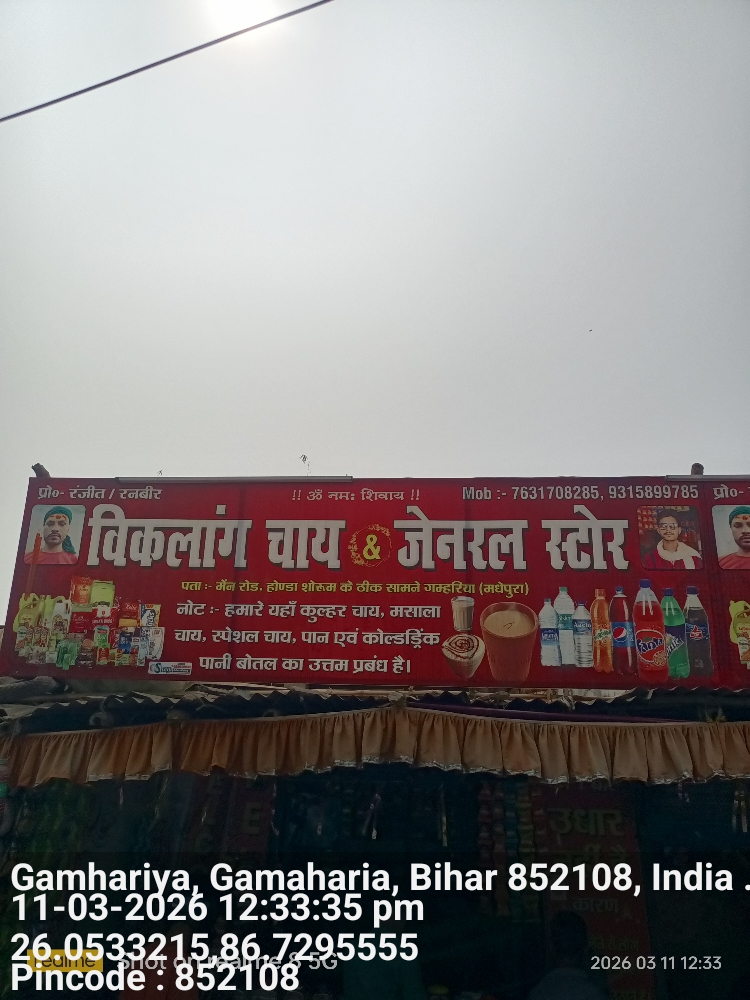 प्रो०- रंजीत / रनबीर
!! ॐ नमः शिवाय !!
Mob :- 7631708285, 9315899785
प्रो०-
विकलांग चाय & जेनरल स्टोर
पता :- मेंन रोड, होण्डा शोरूम के ठीक सामने गम्हरिया (मधेपुरा)
नोट :- हमारे यहाँ कुल्हर चाय, मसाला
चाय, स्पेशल चाय, पान एवं कोल्डड्रिंक
पानी बोतल का उत्तम प्रबंध है।
उधार
Gamhariya, Gamaharia, Bihar 852108, India .
11-03-2026 12:33:35 pm
26.0533215,86.7295555
realme Shot on realme 8 5G
2026 03 11 12:33
Pincode : 852108